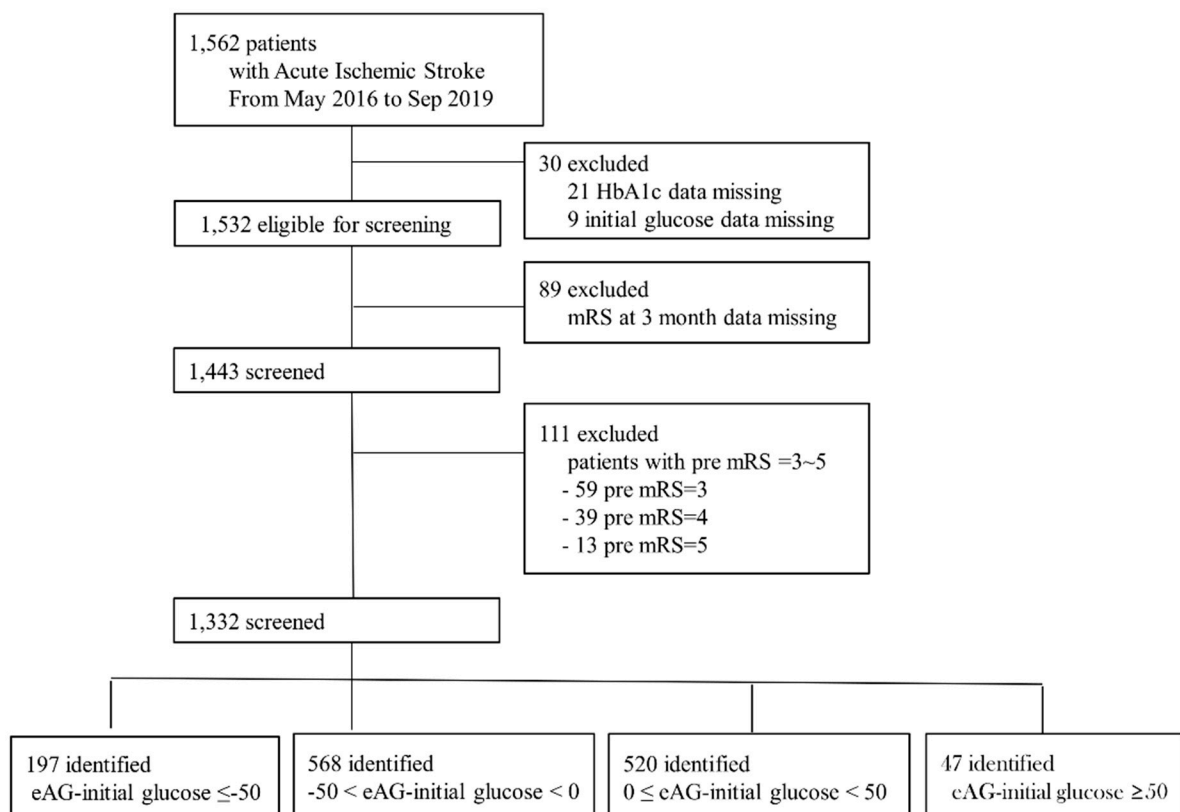 1,562 patients
with Acute Ischemic Stroke
From May 2016 to Sep 2019
30 excluded
21 HbA1c data missing
9 initial glucose data missing
1,532 eligible for screening
89 excluded
mRS at 3 month data missing
1,443 screened
111 excluded
patients with pre mRS =3~5
- 59 pre mRS=3
- 39 pre mRS=4
- 13 pre mRS=5
1,332 screened
197 identified
eAG-initial glucose ≤-50
568 identified
-50 < eAG-initial glucose < 0
520 identified
0 ≤ eAG-initial glucose < 50
47 identified
eAG-initial glucose ≥50